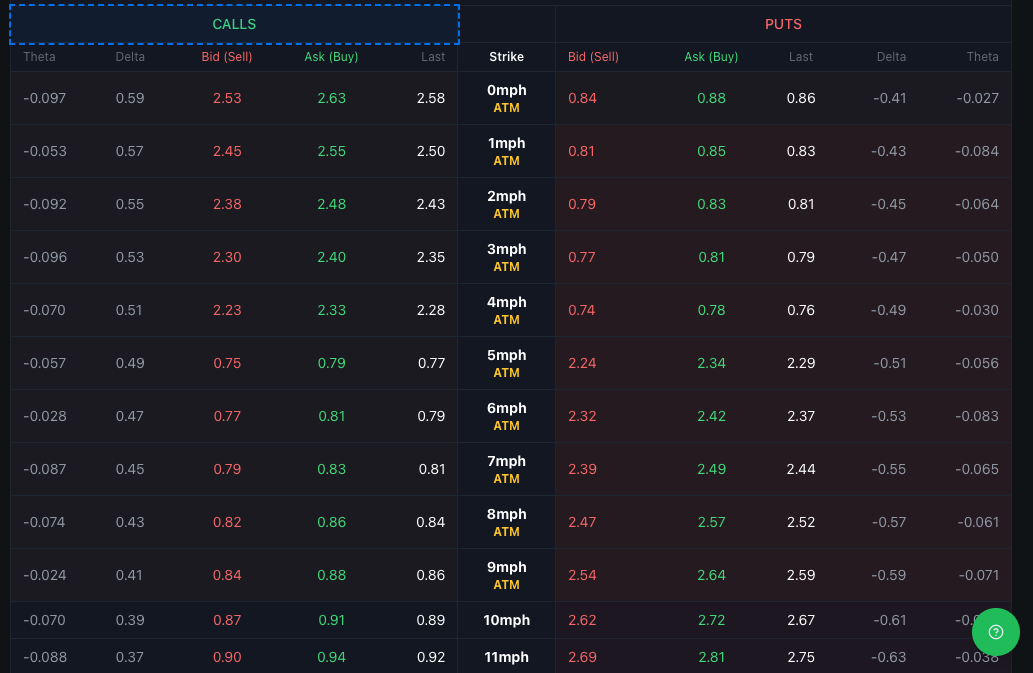 CALLS PUTS
Theta Delta Bid (Sell) Ask (Buy) Last Strike Bid (Sell) Ask (Buy) Last Delta Theta
-0.097 0.59 2.53 2.63 2.58 0mph 0.84 0.88 0.86 -0.41 -0.027
ATM
-0.053 0.57 2.45 2.55 2.50 1mph 0.81 0.85 0.83 -0.43 -0.084
ATM
-0.092 0.55 2.38 2.48 2.43 2mph 0.79 0.83 0.81 -0.45 -0.064
ATM
-0.096 0.53 2.30 2.40 2.35 3mph 0.77 0.81 0.79 -0.47 -0.050
ATM
-0.070 0.51 2.23 2.33 2.28 4mph 0.74 0.78 0.76 -0.49 -0.030
ATM
-0.057 0.49 0.75 0.79 0.77 5mph 2.24 2.34 2.29 -0.51 -0.056
ATM
-0.028 0.47 0.77 0.81 0.79 6mph 2.32 2.42 2.37 -0.53 -0.083
ATM
-0.087 0.45 0.79 0.83 0.81 7mph 2.39 2.49 2.44 -0.55 -0.065
ATM
-0.074 0.43 0.82 0.86 0.84 8mph 2.47 2.57 2.52 -0.57 -0.061
ATM
-0.024 0.41 0.84 0.88 0.86 9mph 2.54 2.64 2.59 -0.59 -0.071
ATM
-0.070 0.39 0.87 0.91 0.89 10mph 2.62 2.72 2.67 -0.61
-0.088 0.37 0.90 0.94 0.92 11mph 2.69 2.81 2.75 -0.63 -0.038